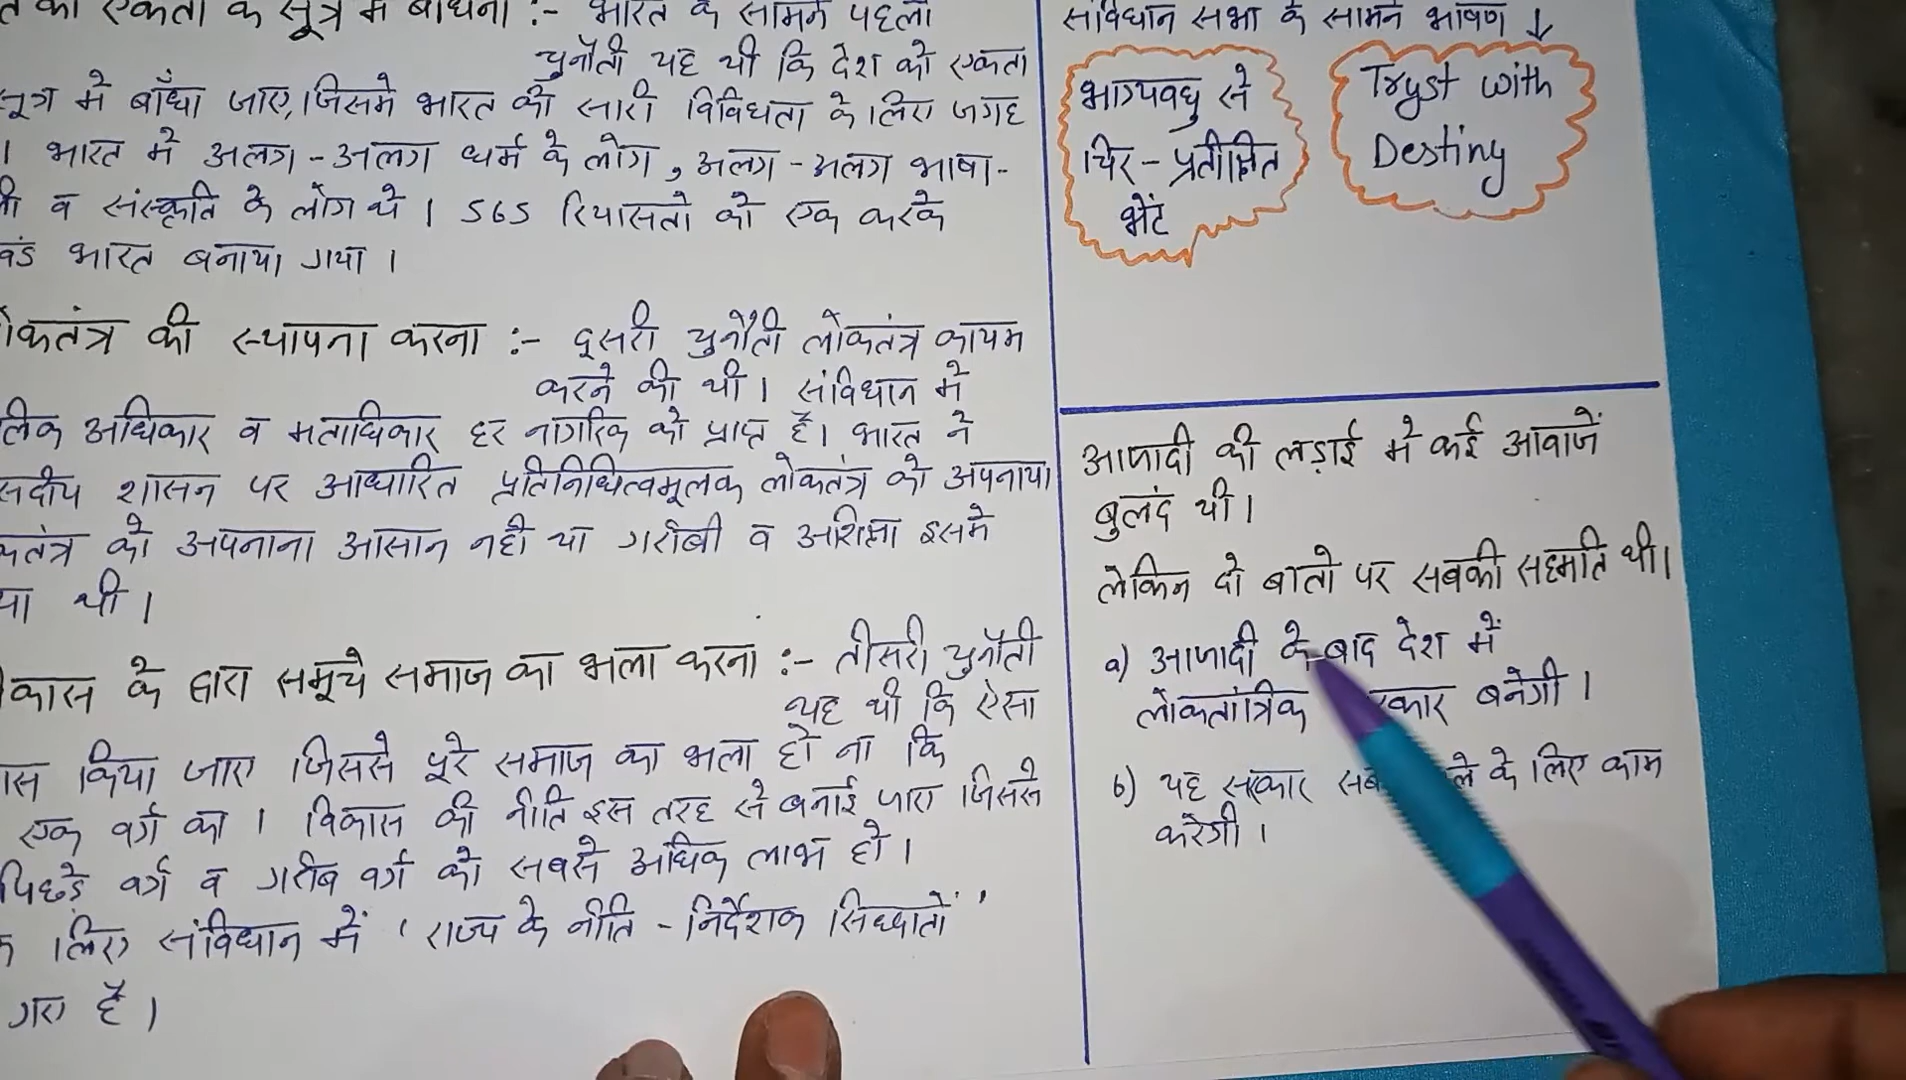 को एकता के सूत्र में बाँधना :- भारत के सामने पहली
चुनौती यह थी कि देश को एकता
सूत्र में बाँधा जाए, जिसमें भारत की सारी विविधता के लिए जगह
। भारत में अलग-अलग धर्म के लोग, अलग-अलग भाषा-
व संस्कृति के लोग थे । 565 रियासतो को एक करके
भारत बनाया गया ।
की स्थापना करना :- दूसरी चुनौती लोकतंत्र कायम
करने की थी । संविधान में
अधिकार व मताधिकार हर नागरिक को प्राप्त है। भारत ने
शासन पर आधारित प्रतिनिधित्वमूलक लोकतंत्र को अपनाया
को अपनाना आसान नही था गरीबी व अशिक्षा इसमे
थी ।
के द्वारा समूचे समाज का भला करना :- तीसरी चुनौती
यह थी कि ऐसा
किया जाए जिससे पूरे समाज का भला हो ना कि
एक वर्ग का । विकास की नीति इस तरह से बनाई जाए जिससे
पिछड़े वर्ग व गरीब वर्ग को सबसे अधिक लाभ हो ।
लिए संविधान में 'राज्य के नीति - निर्देशक सिध्धातों'
गए है ।
संविधान सभा के सामने भाषण ↓
भाग्यवधु से
चिर - प्रतीक्षित
भेंट
Tryst with
Destiny
आजादी की लड़ाई में कई आवाजें
बुलंद थी ।
लेकिन दो बातो पर सबकी सहमति थी।
a) आजादी के बाद देश में
लोकतांत्रिक बनेगी ।
b) यह सरकार के लिए काम
करेगी ।